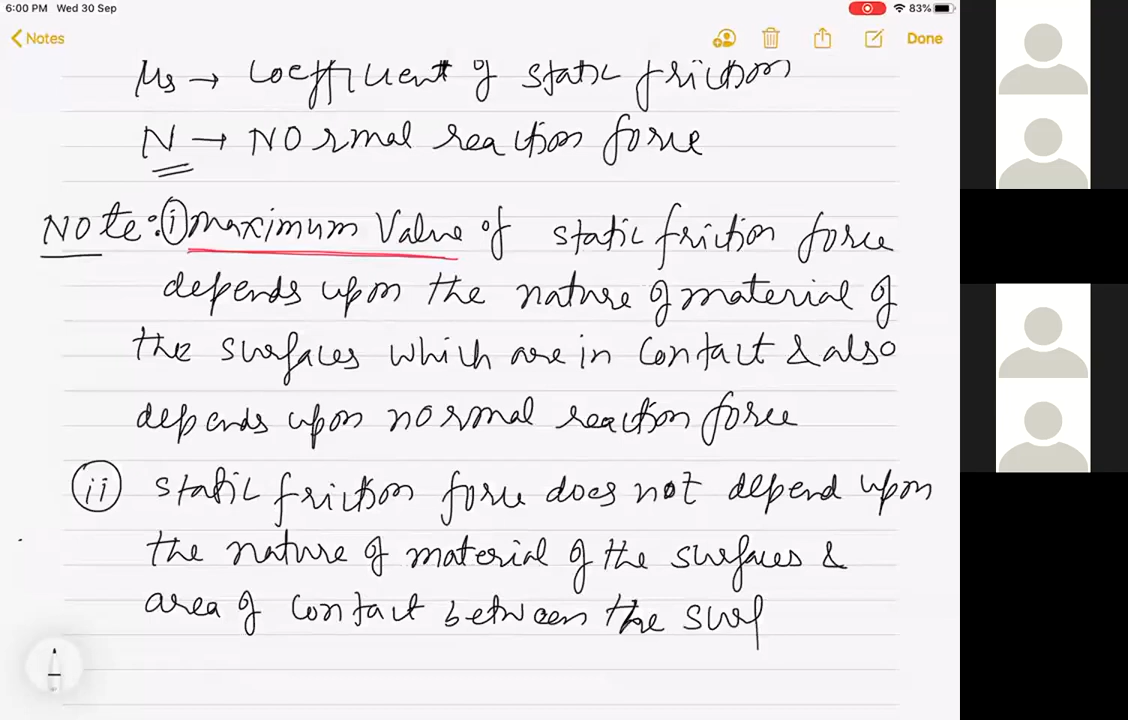 6:00 PM Wed 30 Sep 83%
Notes Done
μs → Coefficient of static friction
N → Normal reaction force
Note: (i) Maximum Value of static friction force
depends upon the nature of material of
the surfaces which are in contact & also
depends upon normal reaction force
(ii) static friction force does not depend upon
the nature of material of the surfaces &
area of contact between the surf